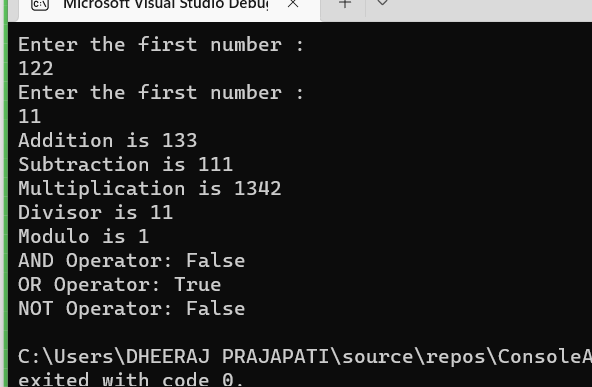 Microsoft Visual Studio Debu
Enter the first number :
122
Enter the first number :
11
Addition is 133
Subtraction is 111
Multiplication is 1342
Divisor is 11
Modulo is 1
AND Operator: False
OR Operator: True
NOT Operator: False
C:\Users\DHEERAJ PRAJAPATI\source\repos\ConsoleA
exited with code 0.